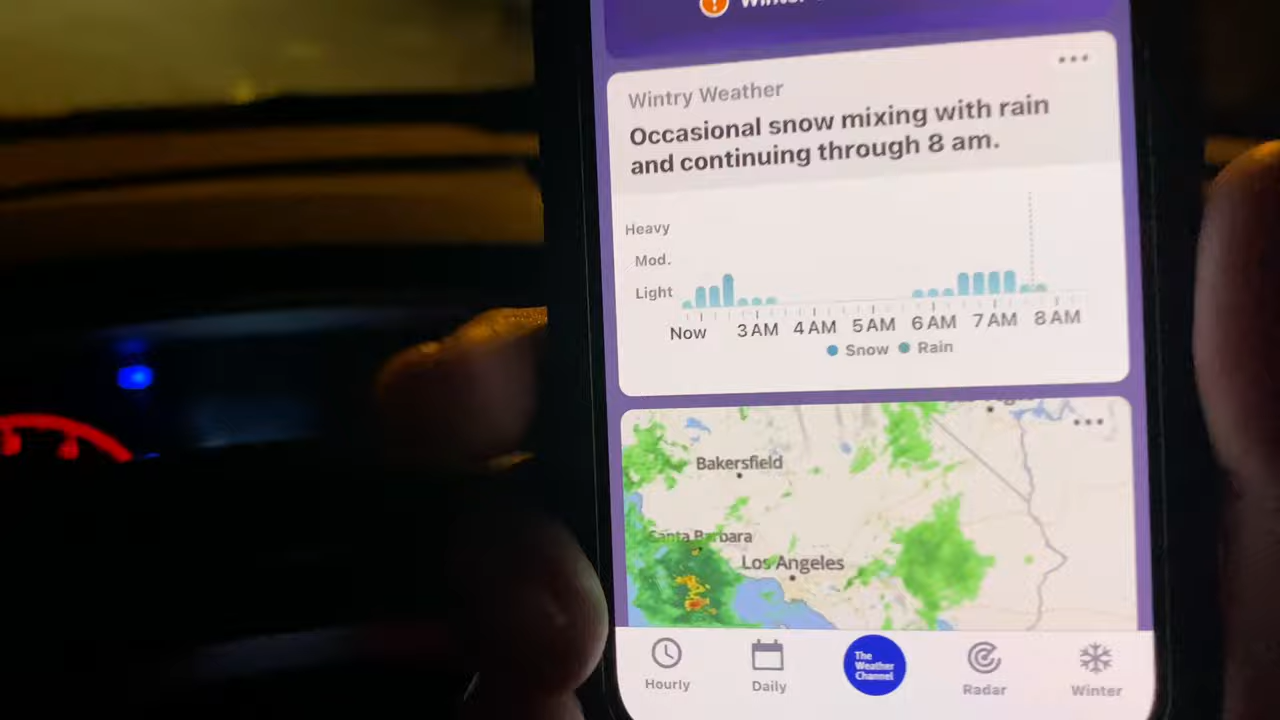 Wintry Weather
Occasional snow mixing with rain
and continuing through 8 am.
Heavy
Mod.
Light
Now 3 AM 4 AM 5 AM 6 AM 7 AM 8 AM
Snow Rain
Bakersfield
Santa Barbara
Los Angeles
The
Weather
Channel
Hourly Daily Radar Winter